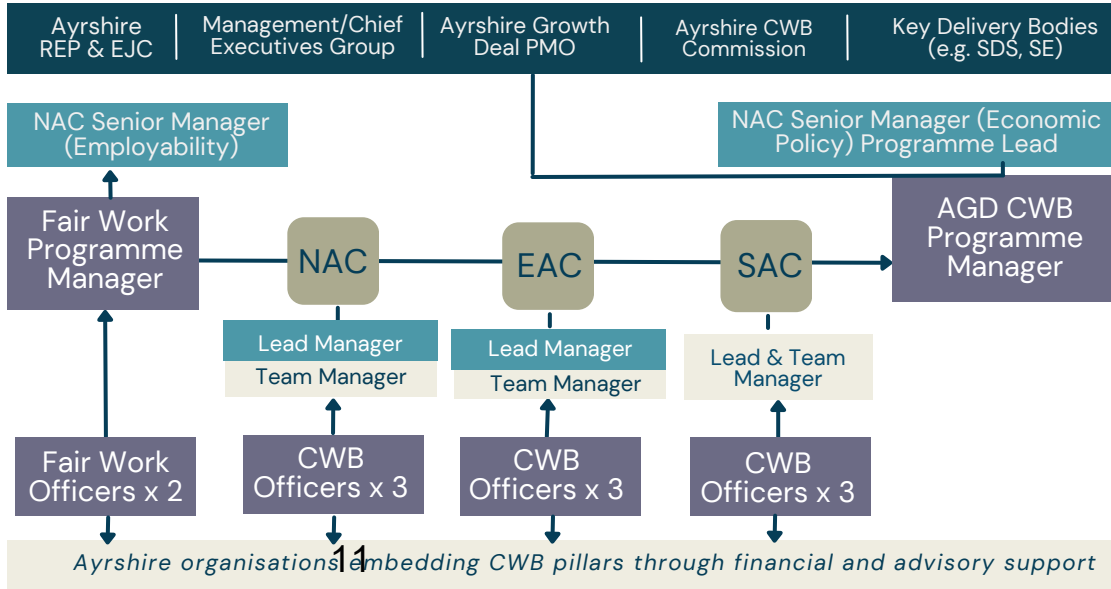 Ayrshire
REP & EJC
Management/Chief
Executives Group
Ayrshire Growth
Deal PMO
Ayrshire CWB
Commission
Key Delivery Bodies
(e.g. SDS, SE)
NAC Senior Manager
(Employability)
NAC Senior Manager (Economic
Policy) Programme Lead
Fair Work
Programme
Manager
NAC
EAC
SAC
AGD CWB
Programme
Manager
Lead Manager
Team Manager
Lead Manager
Team Manager
Lead & Team
Manager
Fair Work
Officers x 2
CWB
Officers x 3
CWB
Officers x 3
CWB
Officers x 3
Ayrshire organisations embedding CWB pillars through financial and advisory support
11